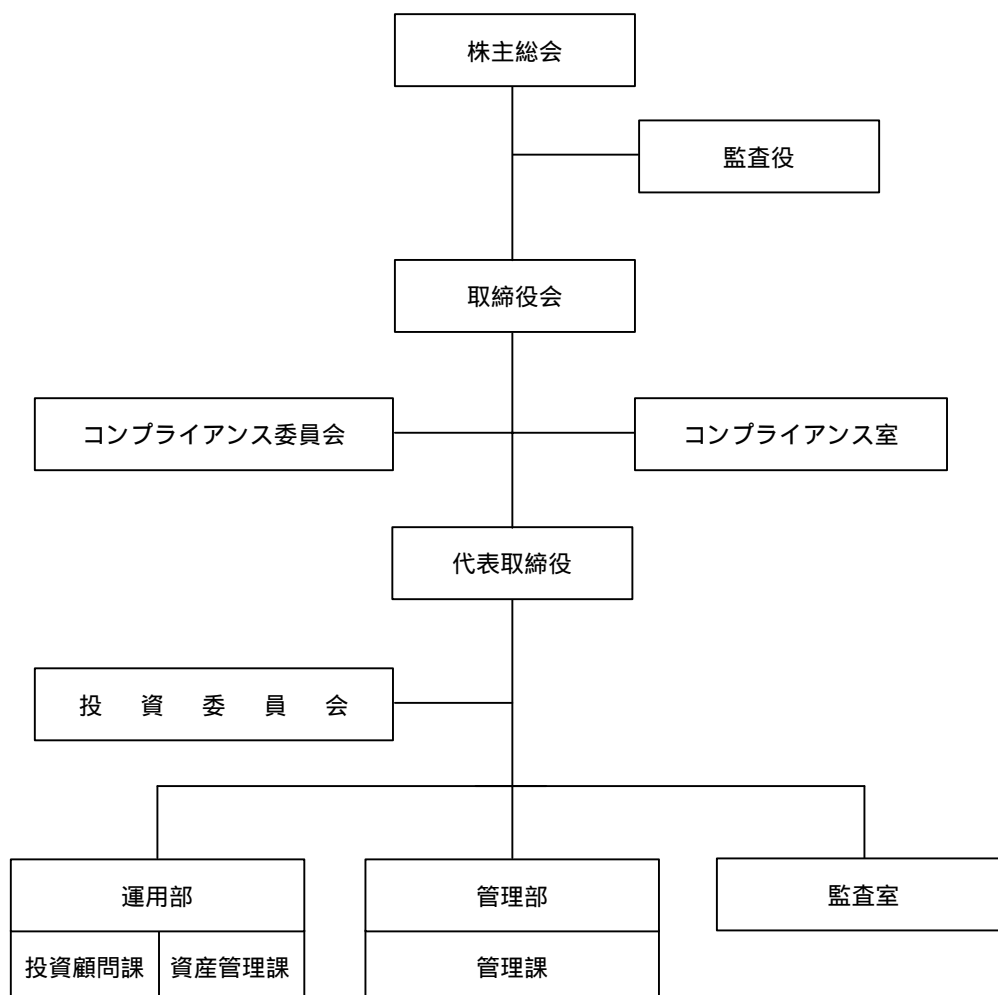 株主総会
監査役
取締役会
コンプライアンス委員会
コンプライアンス室
代表取締役
投資委員会
運用部
管理部
監査室
投資顧問課
資産管理課
管理課